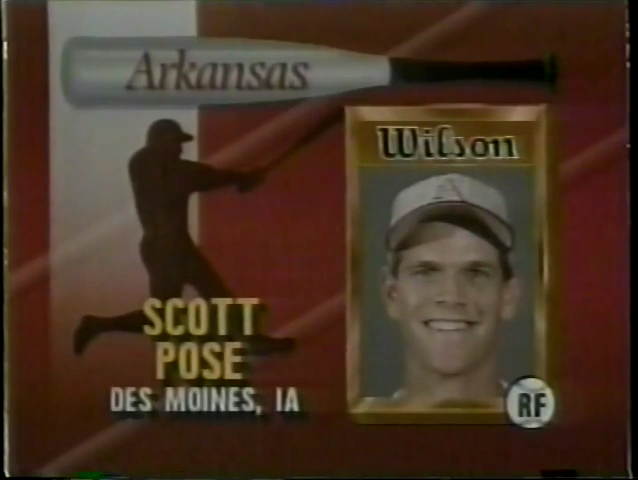 Arkansas
Wilson
A
SCOTT
POSE
DES MOINES, IA
RF